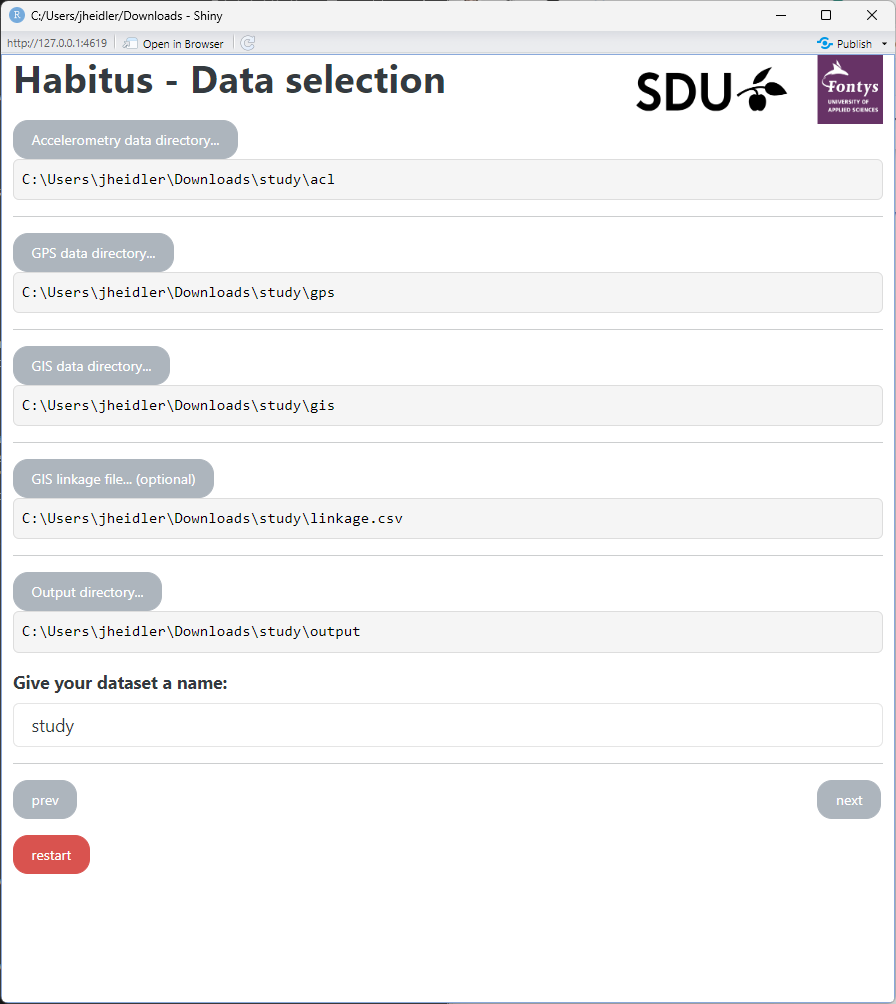 C:/Users/jheidler/Downloads - Shiny
http://127.0.0.1:4619
Open in Browser
Publish
Habitus - Data selection
SDU
Fontys
UNIVERSITY OF
APPLIED SCIENCES
Accelerometry data directory...
C:\Users\jheidler\Downloads\study\acl
GPS data directory...
C:\Users\jheidler\Downloads\study\gps
GIS data directory...
C:\Users\jheidler\Downloads\study\gis
GIS linkage file... (optional)
C:\Users\jheidler\Downloads\study\linkage.csv
Output directory...
C:\Users\jheidler\Downloads\study\output
Give your dataset a name:
study
prev
next
restart